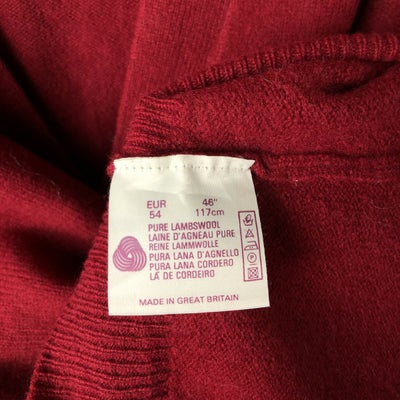 EUR 46"
54 117cm
PURE LAMBSWOOL
LAINE D'AGNEAU PURE
REINE LAMMWOLLE
PURA LANA D'AGNELLO
PURA LANA CORDERO
LÃ DE CORDEIRO
MADE IN GREAT BRITAIN